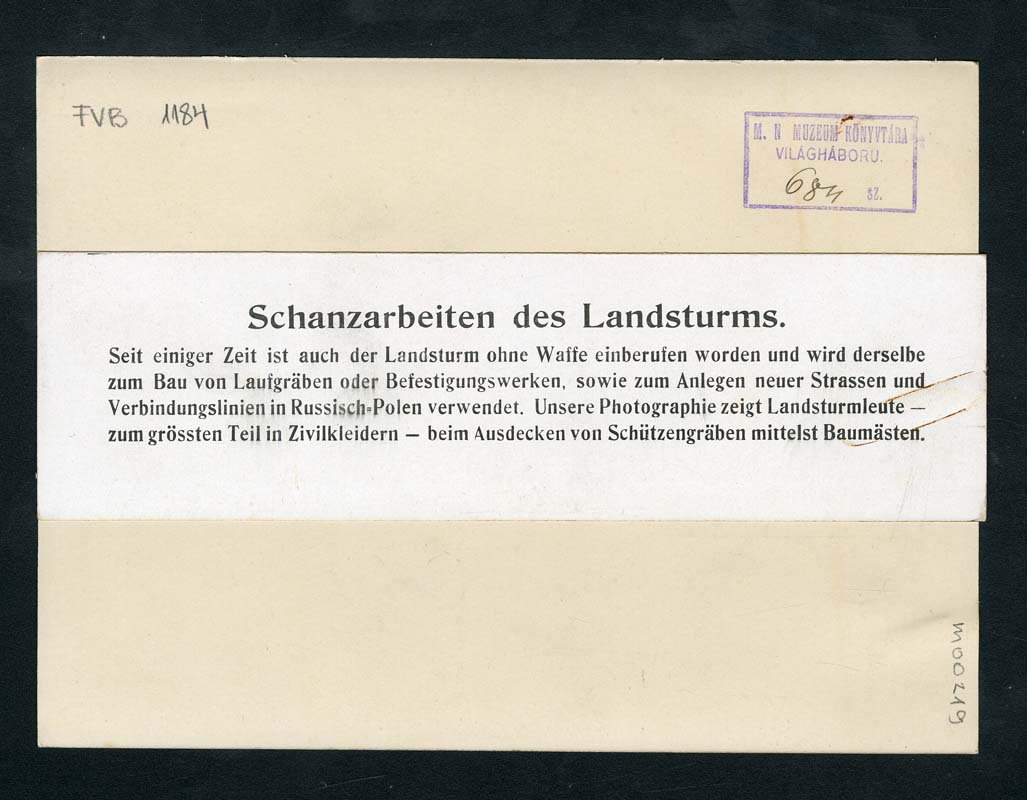 FVB 1184
M. N MUZEUM KÖNYVTÁRA
VILÁGHÁBORU.
684 sz.
Schanzarbeiten des Landsturms.
Seit einiger Zeit ist auch der Landsturm ohne Waffe einberufen worden und wird derselbe
zum Bau von Laufgräben oder Befestigungswerken, sowie zum Anlegen neuer Strassen und
Verbindungslinien in Russisch-Polen verwendet. Unsere Photographie zeigt Landsturmleute —
zum grössten Teil in Zivilkleidern — beim Ausdecken von Schützengräben mittelst Baumästen.
m00219